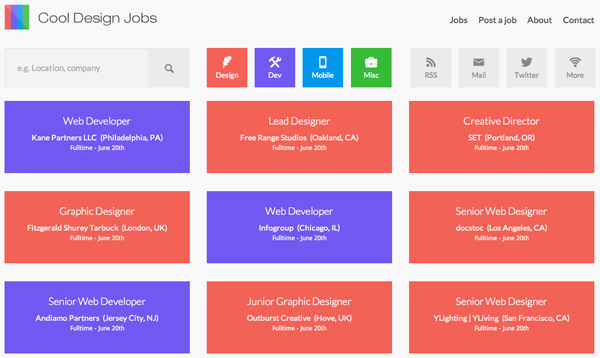 Cool Design Jobs
Jobs Post a job About Contact
e.g. Location, company
Design Dev Mobile Misc RSS Mail Twitter More
Web Developer
Kane Partners LLC (Philadelphia, PA)
Fulltime - June 20th
Lead Designer
Free Range Studios (Oakland, CA)
Fulltime - June 20th
Creative Director
SET (Portland, OR)
Fulltime - June 20th
Graphic Designer
Fitzgerald Shurey Tarbuck (London, UK)
Fulltime - June 20th
Web Developer
Infogroup (Chicago, IL)
Fulltime - June 20th
Senior Web Designer
docstoc (Los Angeles, CA)
Fulltime - June 20th
Senior Web Developer
Andiamo Partners (Jersey City, NJ)
Fulltime - June 20th
Junior Graphic Designer
Outburst Creative (Hove, UK)
Fulltime - June 20th
Senior Web Designer
YLighting | YLiving (San Francisco, CA)
Fulltime - June 20th